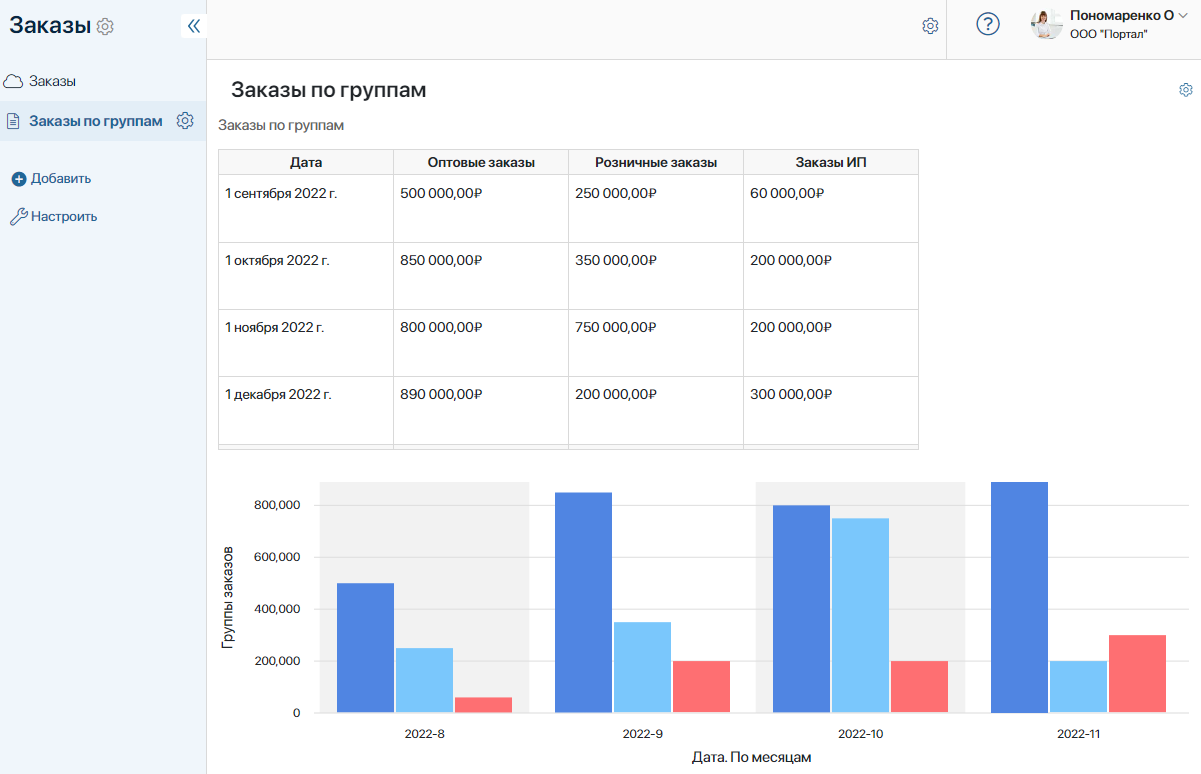 Заказы
Заказы
Заказы по группам
Добавить
Настроить
?
Пономаренко О
ООО "Портал"
Заказы по группам
Заказы по группам
Дата Оптовые заказы Розничные заказы Заказы ИП
1 сентября 2022 г. 500 000,00₽ 250 000,00₽ 60 000,00₽
1 октября 2022 г. 850 000,00₽ 350 000,00₽ 200 000,00₽
1 ноября 2022 г. 800 000,00₽ 750 000,00₽ 200 000,00₽
1 декабря 2022 г. 890 000,00₽ 200 000,00₽ 300 000,00₽
Группы заказов
800,000
600,000
400,000
200,000
0
2022-8 2022-9 2022-10 2022-11
Дата. По месяцам